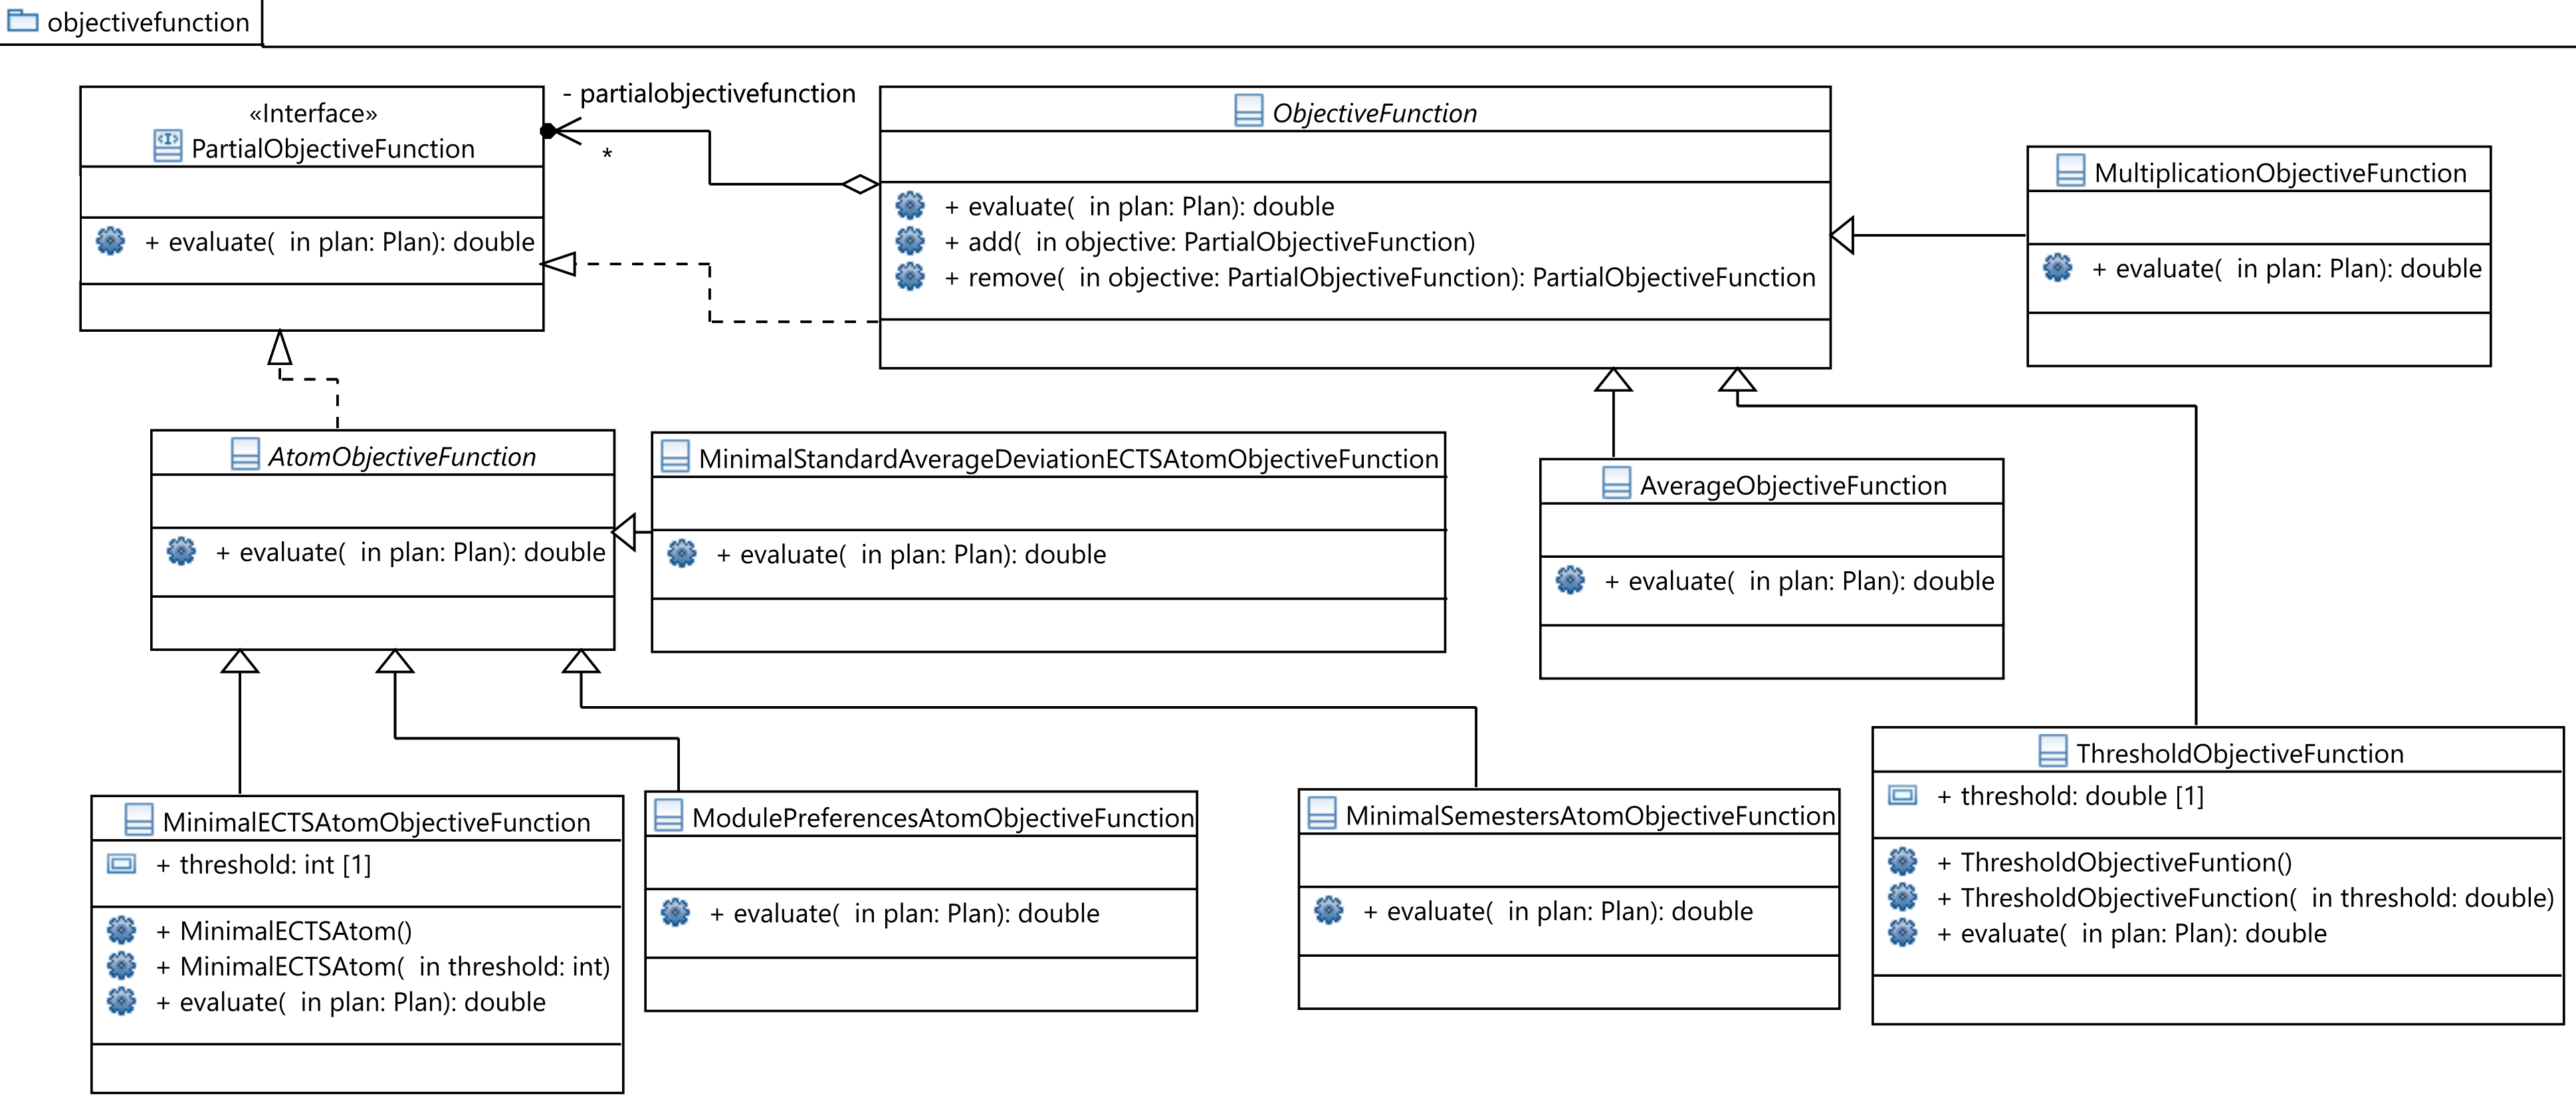 objectivefunction
«Interface»
PartialObjectiveFunction
+ evaluate( in plan: Plan): double
- partialobjectivefunction
*
ObjectiveFunction
+ evaluate( in plan: Plan): double
+ add( in objective: PartialObjectiveFunction)
+ remove( in objective: PartialObjectiveFunction): PartialObjectiveFunction
MultiplicationObjectiveFunction
+ evaluate( in plan: Plan): double
AtomObjectiveFunction
+ evaluate( in plan: Plan): double
MinimalStandardAverageDeviationECTSAtomObjectiveFunction
+ evaluate( in plan: Plan): double
AverageObjectiveFunction
+ evaluate( in plan: Plan): double
MinimalECTSAtomObjectiveFunction
+ threshold: int [1]
+ MinimalECTSAtom()
+ MinimalECTSAtom( in threshold: int)
+ evaluate( in plan: Plan): double
ModulePreferencesAtomObjectiveFunction
+ evaluate( in plan: Plan): double
MinimalSemestersAtomObjectiveFunction
+ evaluate( in plan: Plan): double
ThresholdObjectiveFunction
+ threshold: double [1]
+ ThresholdObjectiveFuntion()
+ ThresholdObjectiveFunction( in threshold: double)
+ evaluate( in plan: Plan): double